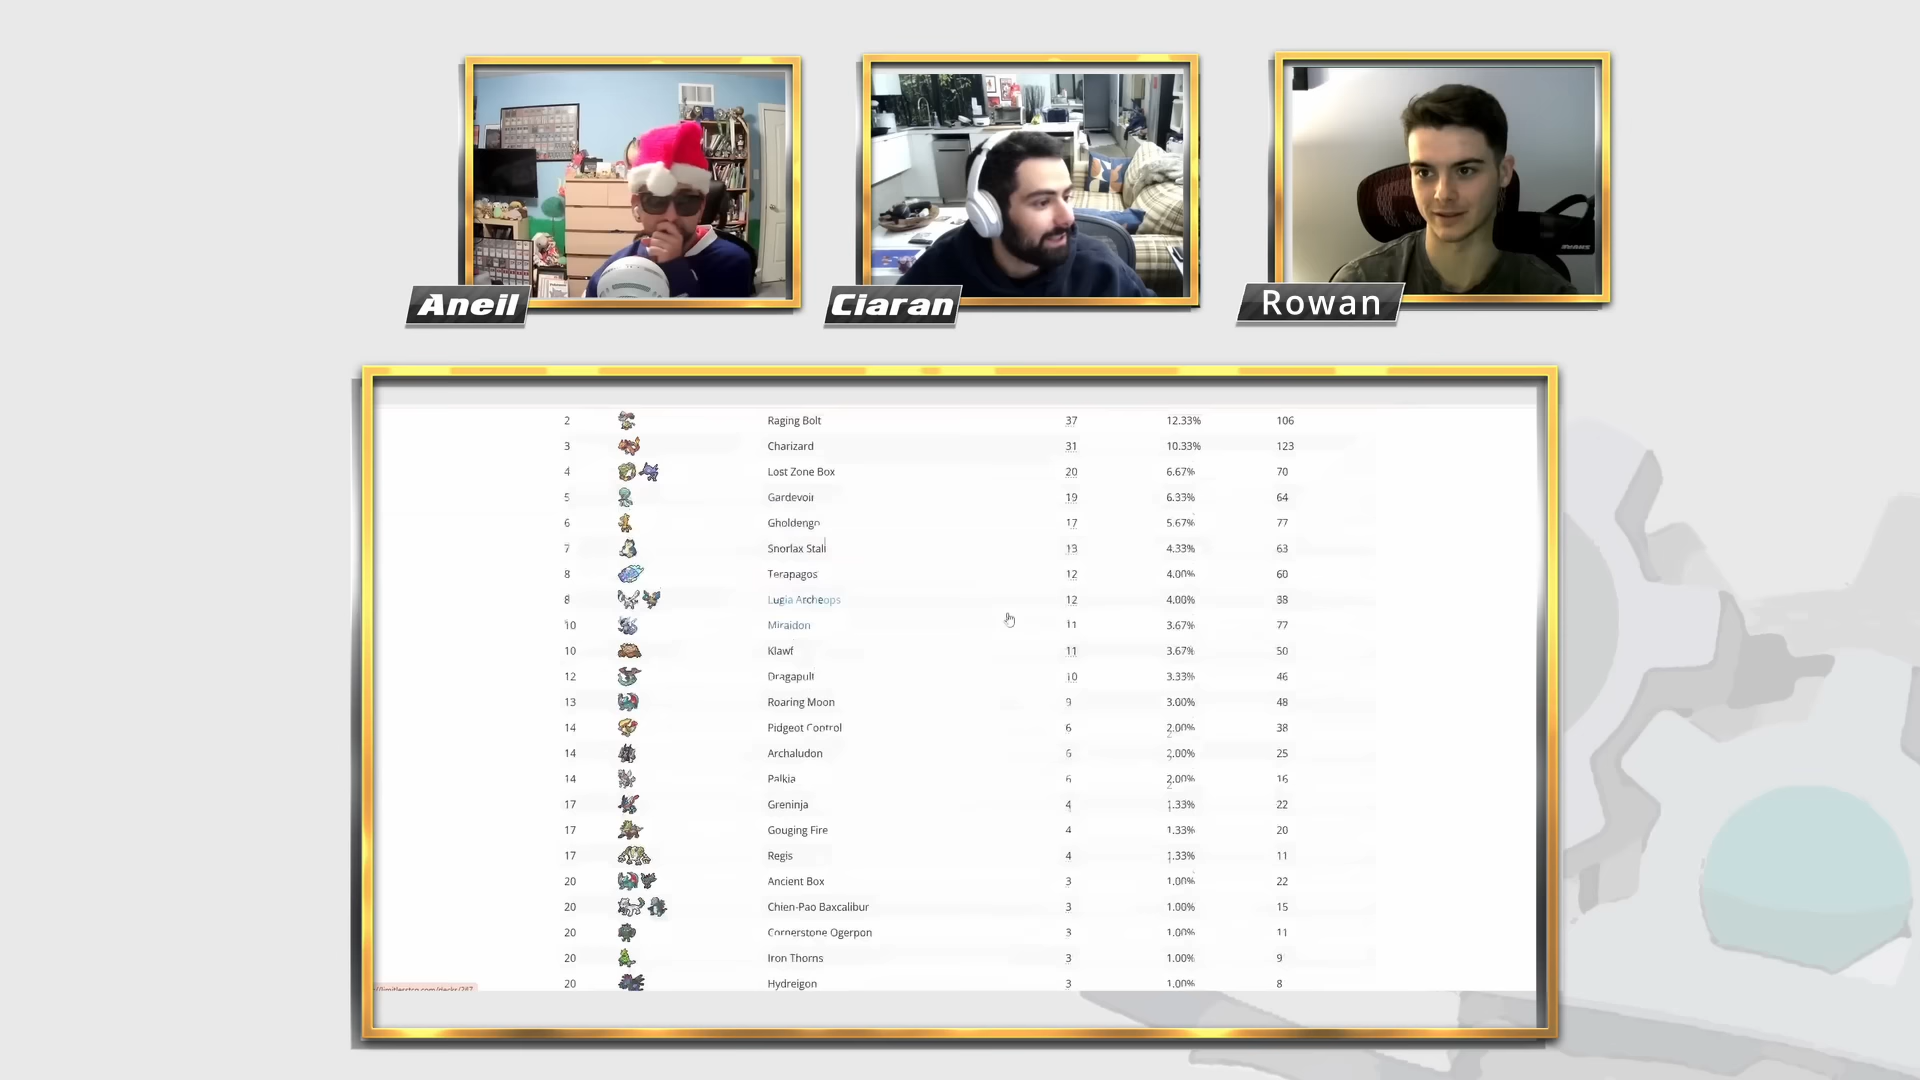 Aneil
Ciaran
Rowan
2 Raging Bolt 37 12.33% 106
3 Charizard 31 10.33% 123
4 Lost Zone Box 20 6.67% 70
5 Gardevoir 19 6.33% 64
6 Gholdengo 17 5.67% 77
7 Snorlax Stall 13 4.33% 63
8 Terapagos 12 4.00% 60
8 Lugia Archeops 12 4.00% 38
10 Miraidon 11 3.67% 77
10 Klawf 11 3.67% 50
12 Dragapult 10 3.33% 46
13 Roaring Moon 9 3.00% 48
14 Pidgeot Control 6 2.00% 38
14 Archaludon 6 2.00% 25
14 Palkia 6 2.00% 16
17 Greninja 4 1.33% 22
17 Gouging Fire 4 1.33% 20
17 Regis 4 1.33% 11
20 Ancient Box 3 1.00% 22
20 Chien-Pao Baxcalibur 3 1.00% 15
20 Cornerstone Ogerpon 3 1.00% 11
20 Iron Thorns 3 1.00% 9
20 Hydreigon 3 1.00% 8